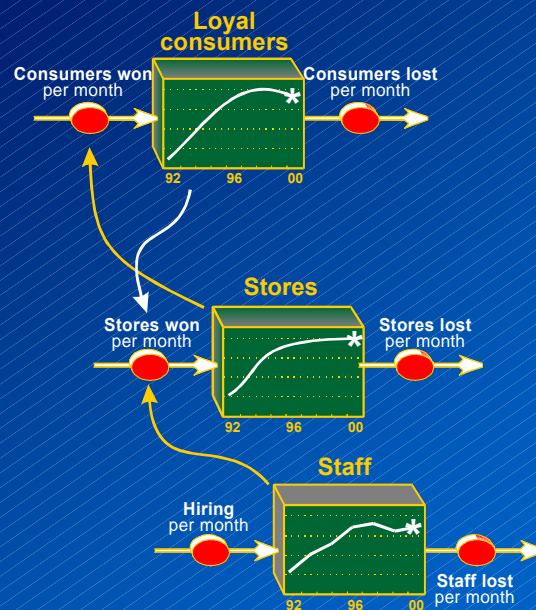 Loyal
consumers
Consumers won
per month
Consumers lost
per month
92 96 00
Stores
Stores won
per month
Stores lost
per month
92 96 00
Staff
Hiring
per month
Staff lost
per month
92 96 00